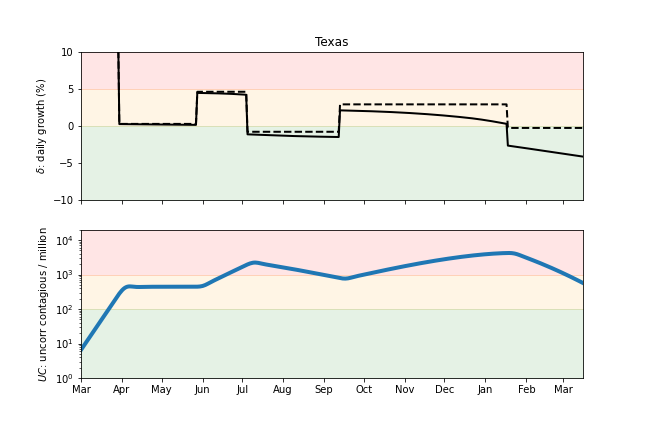 Texas
δ: daily growth (%)
10
5
0
−5
−10
UC: uncorr contagious / million
10⁴
10³
10²
10¹
10⁰
Mar Apr May Jun Jul Aug Sep Oct Nov Dec Jan Feb Mar